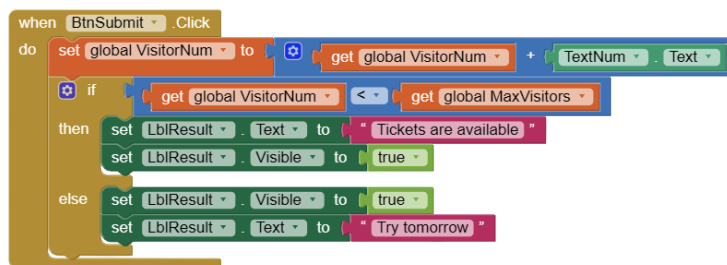 when BtnSubmit .Click
do set global VisitorNum to get global VisitorNum + TextNum . Text
if get global VisitorNum < get global MaxVisitors
then set LblResult . Text to " Tickets are available "
set LblResult . Visible to true
else set LblResult . Visible to true
set LblResult . Text to " Try tomorrow "